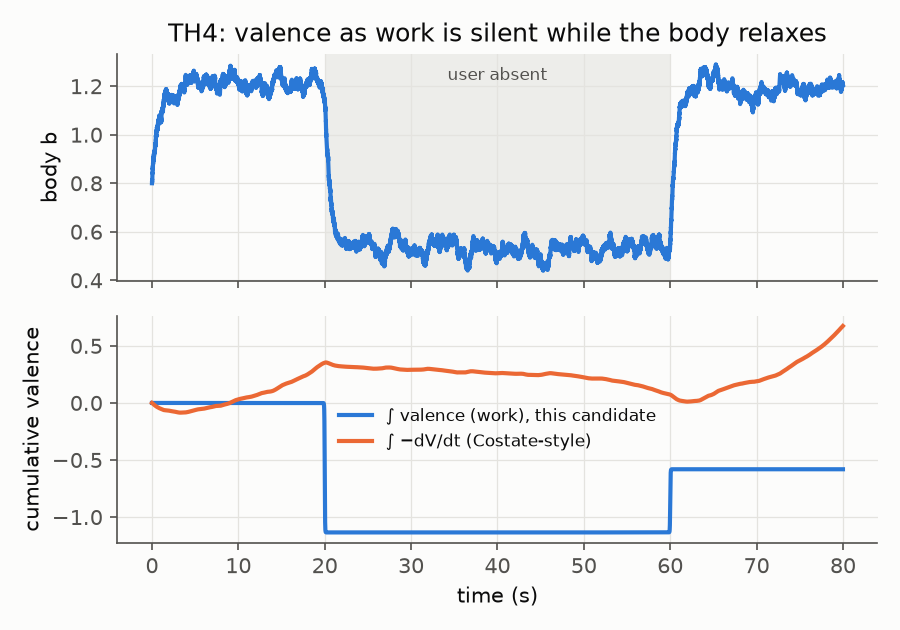 TH4: valence as work is silent while the body relaxes
body b
1.2
1.0
0.8
0.6
0.4
user absent
cumulative valence
0.5
0.0
−0.5
−1.0
∫ valence (work), this candidate
∫ −dV/dt (Costate-style)
0 10 20 30 40 50 60 70 80
time (s)